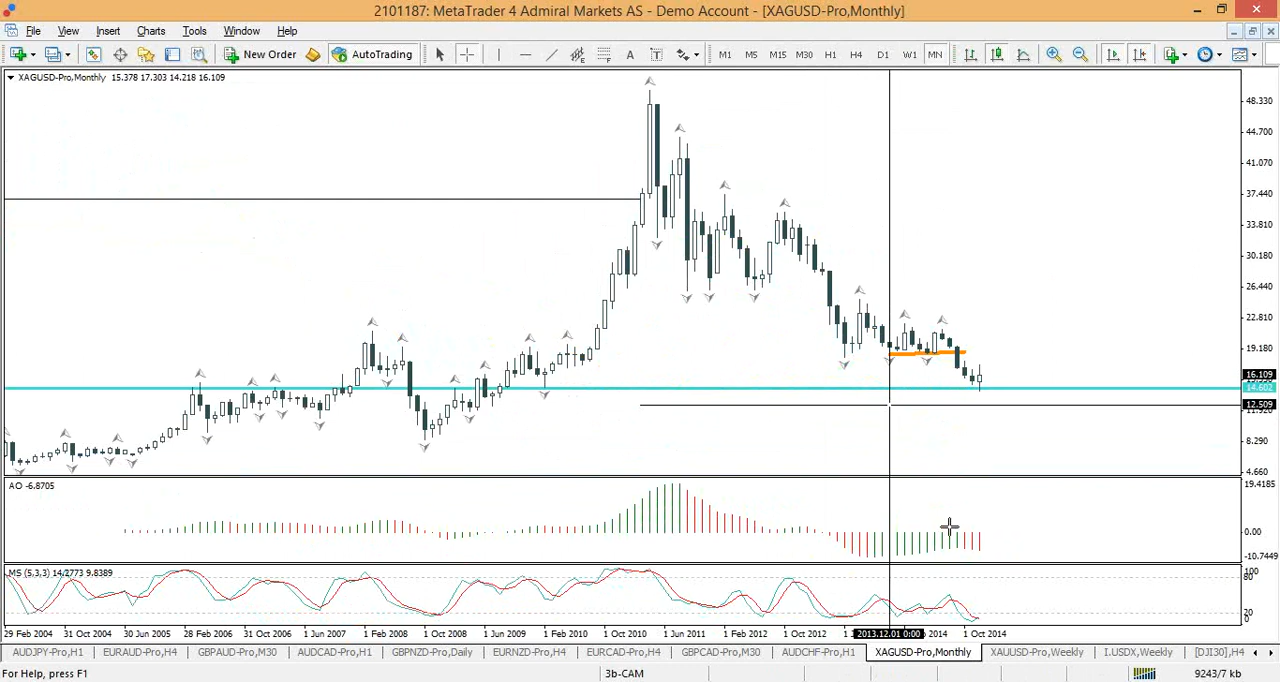 2101187: MetaTrader 4 Admiral Markets AS - Demo Account - [XAGUSD-Pro,Monthly]
File View Insert Charts Tools Window Help
New Order AutoTrading A T M1 M5 M15 M30 H1 H4 D1 W1 MN
XAGUSD-Pro,Monthly 15.378 17.303 14.218 16.109
48.330
44.700
41.070
37.440
33.810
30.180
26.440
22.810
19.180
16.109
14.602
12.509
11.920
8.290
4.660
AO -6.8705
19.4185
0.00
-10.7449
MS (5,3,3) 14.2773 9.8389
100
80
20
0
29 Feb 2004 31 Oct 2004 30 Jun 2005 28 Feb 2006 31 Oct 2006 1 Jun 2007 1 Feb 2008 1 Oct 2008 1 Jun 2009 1 Feb 2010 1 Oct 2010 1 Jun 2011 1 Feb 2012 1 Oct 2012 2013.12.01 0:00 2014 1 Oct 2014
AUDJPY-Pro,H1 EURAUD-Pro,H4 GBPAUD-Pro,M30 AUDCAD-Pro,H1 GBPNZD-Pro,Daily EURNZD-Pro,H4 EURCAD-Pro,H4 GBPCAD-Pro,M30 AUDCHF-Pro,H1 XAGUSD-Pro,Monthly XAUUSD-Pro,Weekly I.USDX,Weekly [DJI30],H4
For Help, press F1 3b-CAM 9243/7 kb